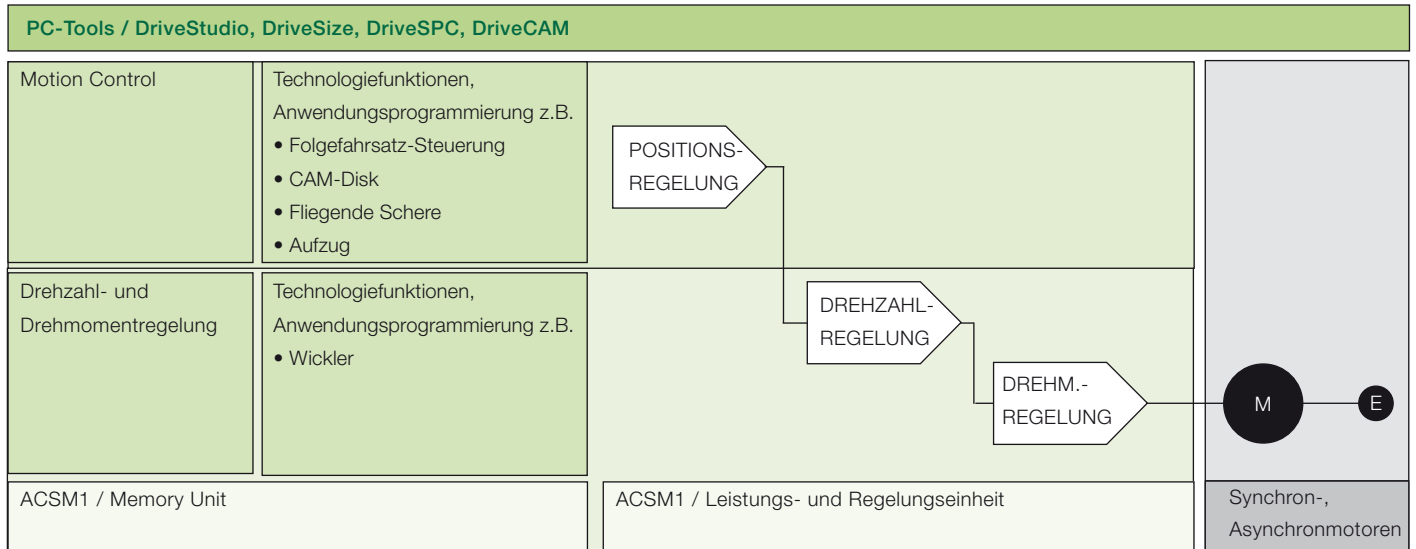 PC-Tools / DriveStudio, DriveSize, DriveSPC, DriveCAM
Motion Control
Technologiefunktionen,
Anwendungsprogrammierung z.B.
• Folgefahrsatz-Steuerung
• CAM-Disk
• Fliegende Schere
• Aufzug
POSITIONS-
REGELUNG
Drehzahl- und
Drehmomentregelung
Technologiefunktionen,
Anwendungsprogrammierung z.B.
• Wickler
DREHZAHL-
REGELUNG
DREHM.-
REGELUNG
M
E
ACSM1 / Memory Unit
ACSM1 / Leistungs- und Regelungseinheit
Synchron-,
Asynchronmotoren